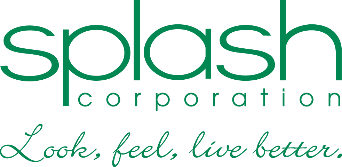 splash
corporation
Look, feel, live better.